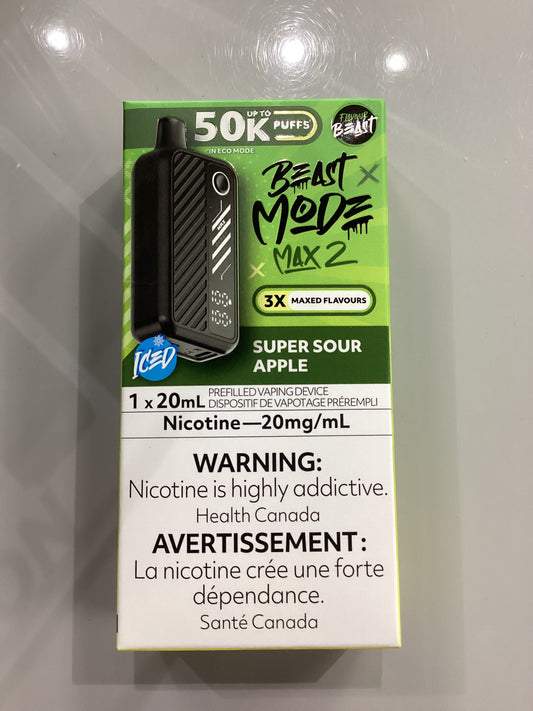 UP TO
50K PUFFS
IN ECO MODE
FLAVOUR
BEAST
BEAST
MODE
MAX 2
3X MAXED FLAVOURS
100
100
ICED
SUPER SOUR
APPLE
1 x 20mL PREFILLED VAPING DEVICE
DISPOSITIF DE VAPOTAGE PRÉREMPLI
Nicotine—20mg/mL
WARNING:
Nicotine is highly addictive.
Health Canada
AVERTISSEMENT :
La nicotine crée une forte
dépendance.
Santé Canada